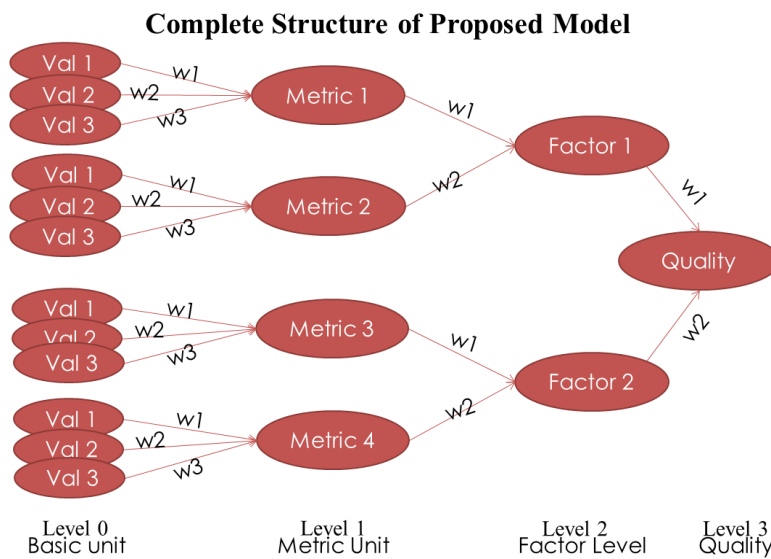 Complete Structure of Proposed Model
Val 1
w1
Val 2
w2
Metric 1
Val 3
w3
w1
Factor 1
Val 1
w1
w2
Val 2
w2
Metric 2
Val 3
w3
w1
Quality
Val 1
w1
Val 2
w2
Metric 3
Val 3
w3
w1
w2
Factor 2
Val 1
w1
w2
Val 2
w2
Metric 4
Val 3
w3
Level 0 Level 1 Level 2 Level 3
Basic unit Metric Unit Factor Level Quality